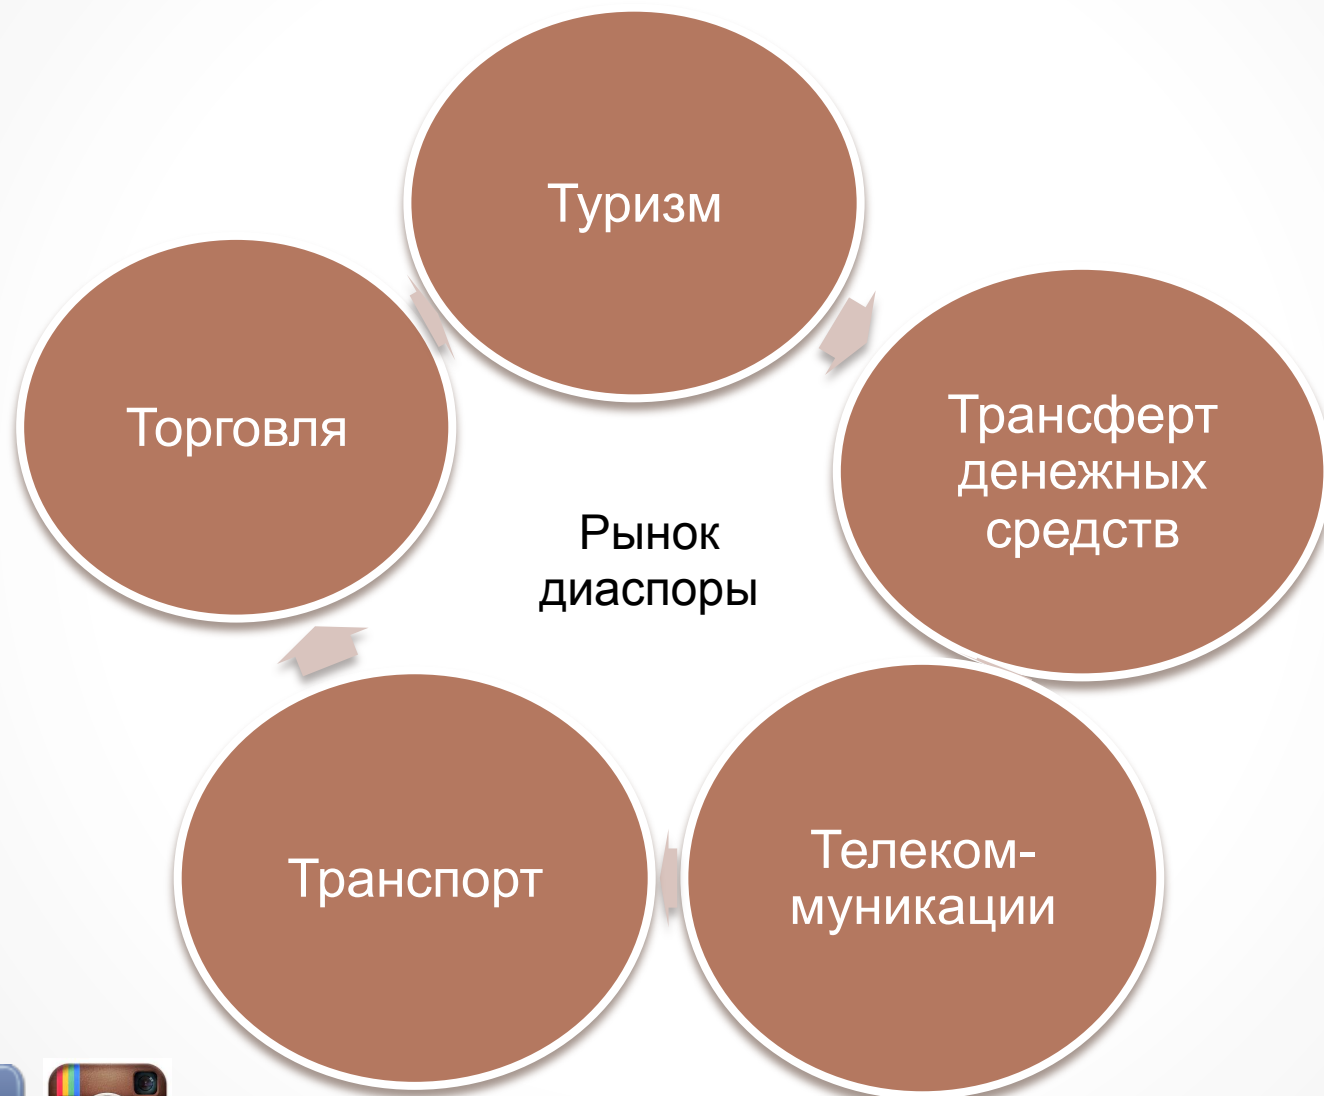 Туризм
Трансферт
денежных
средств
Телеком-
муникации
Транспорт
Торговля
Рынок
диаспоры